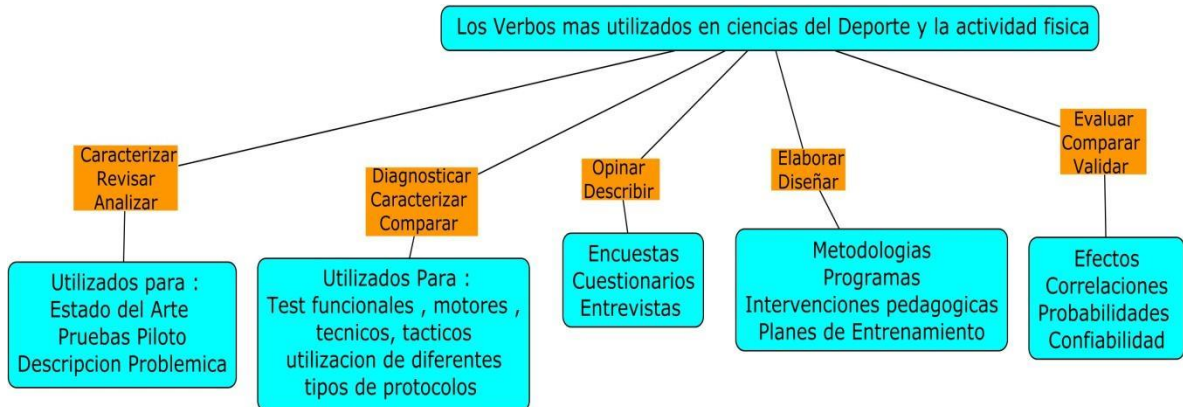 Los Verbos mas utilizados en ciencias del Deporte y la actividad fisica
Caracterizar
Revisar
Analizar
Utilizados para :
Estado del Arte
Pruebas Piloto
Descripcion Problemica
Diagnosticar
Caracterizar
Comparar
Utilizados Para :
Test funcionales , motores ,
tecnicos, tacticos
utilizacion de diferentes
tipos de protocolos
Opinar
Describir
Encuestas
Cuestionarios
Entrevistas
Elaborar
Diseñar
Metodologias
Programas
Intervenciones pedagogicas
Planes de Entrenamiento
Evaluar
Comparar
Validar
Efectos
Correlaciones
Probabilidades
Confiabilidad